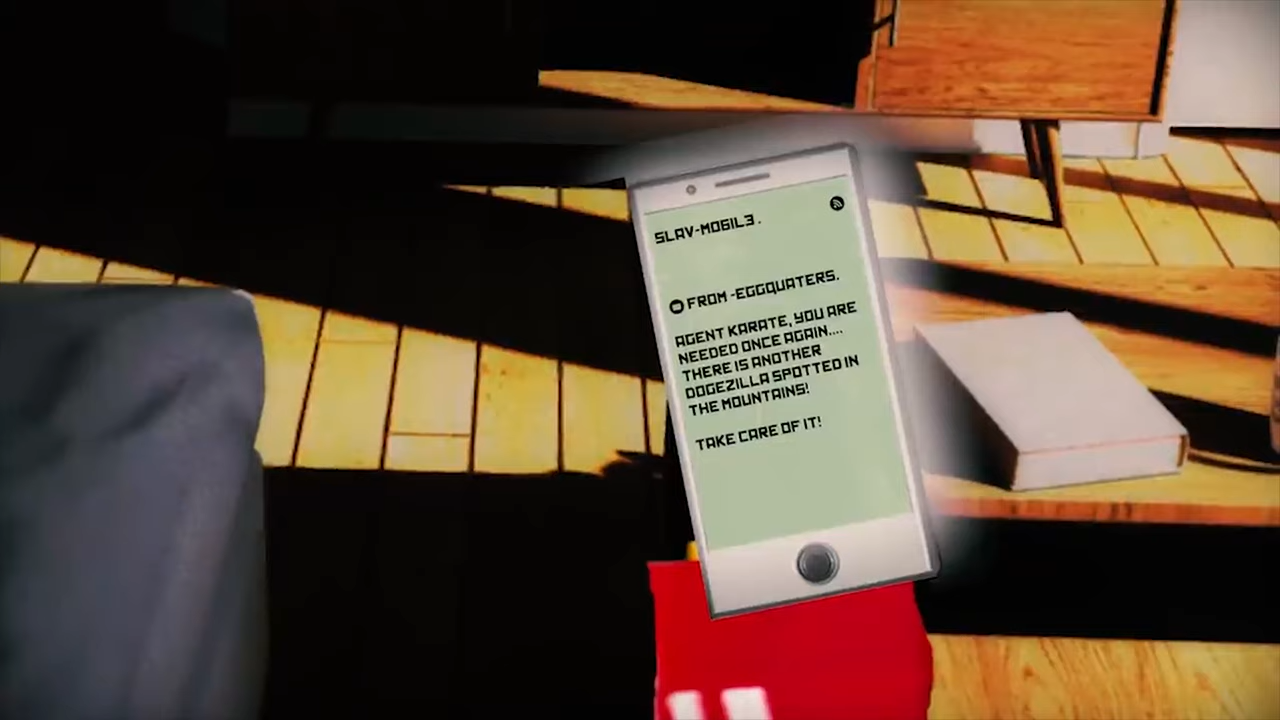 SLAV-MOBIL3.
FROM -EGGQUATERS.
AGENT KARATE, YOU ARE
NEEDED ONCE AGAIN....
THERE IS ANOTHER
DOGEZILLA SPOTTED IN
THE MOUNTAINS!
TAKE CARE OF IT!